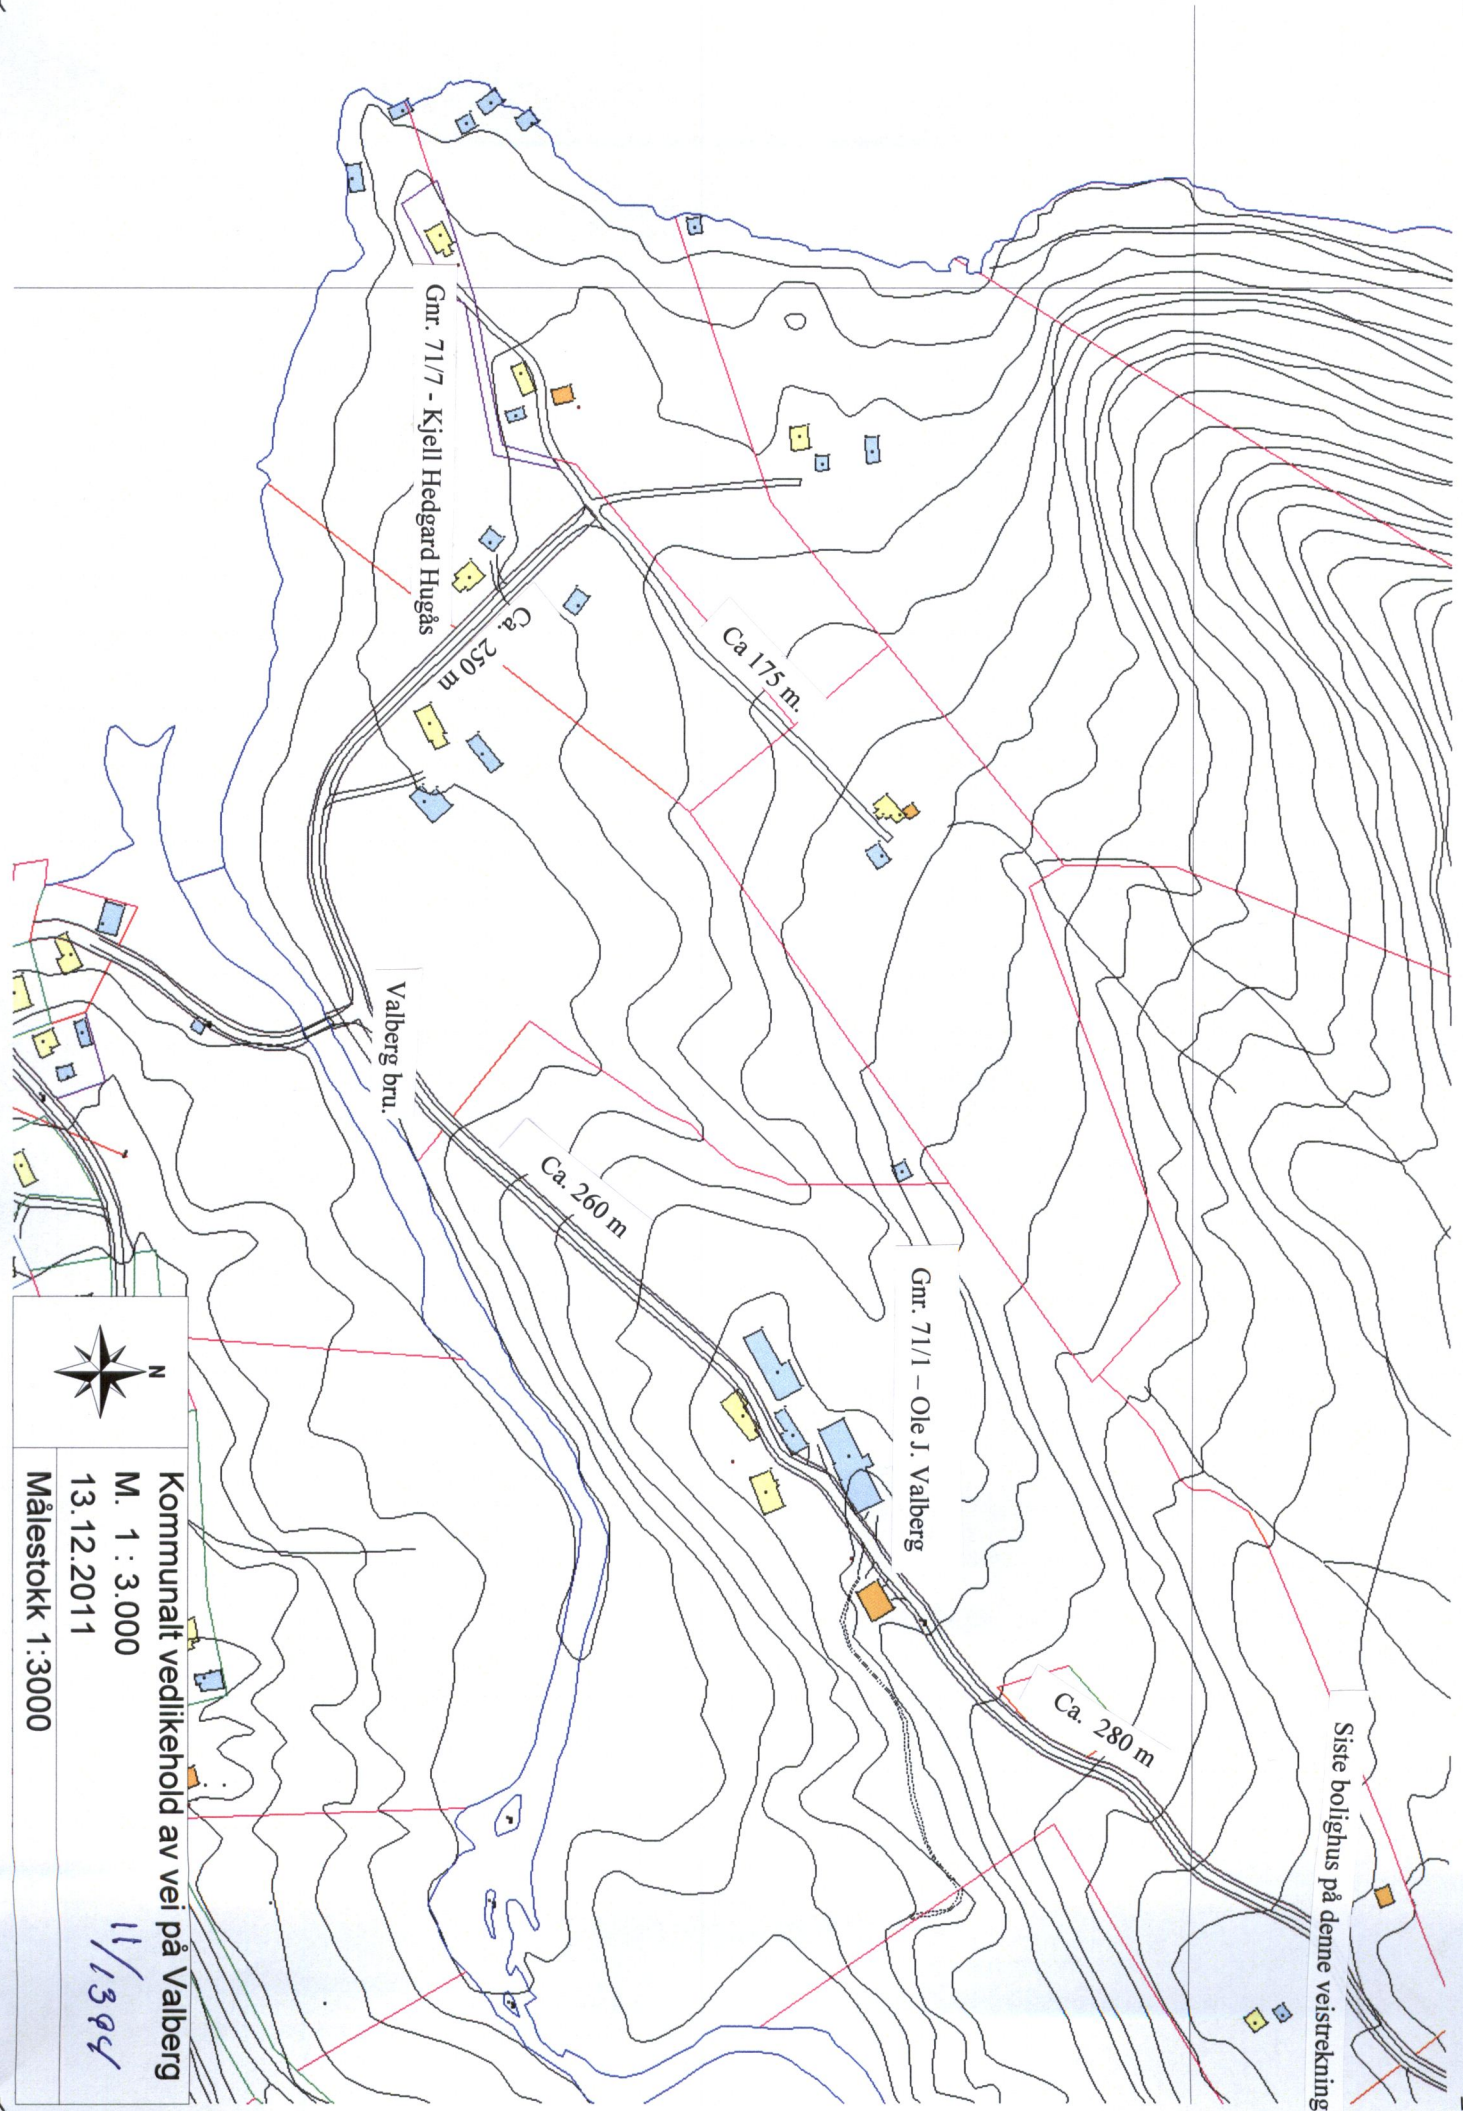 Siste bolighus på denne veistrekning
Ca. 280 m
Gnr. 71/1 – Ole J. Valberg
Ca 175 m.
Ca. 260 m
Ca. 250 m
Gnr. 71/7 - Kjell Hedgard Hugås
Valberg bru.
N
Kommunalt vedlikehold av vei på Valberg
M. 1 : 3.000
13.12.2011
11/1394
Målestokk 1:3000